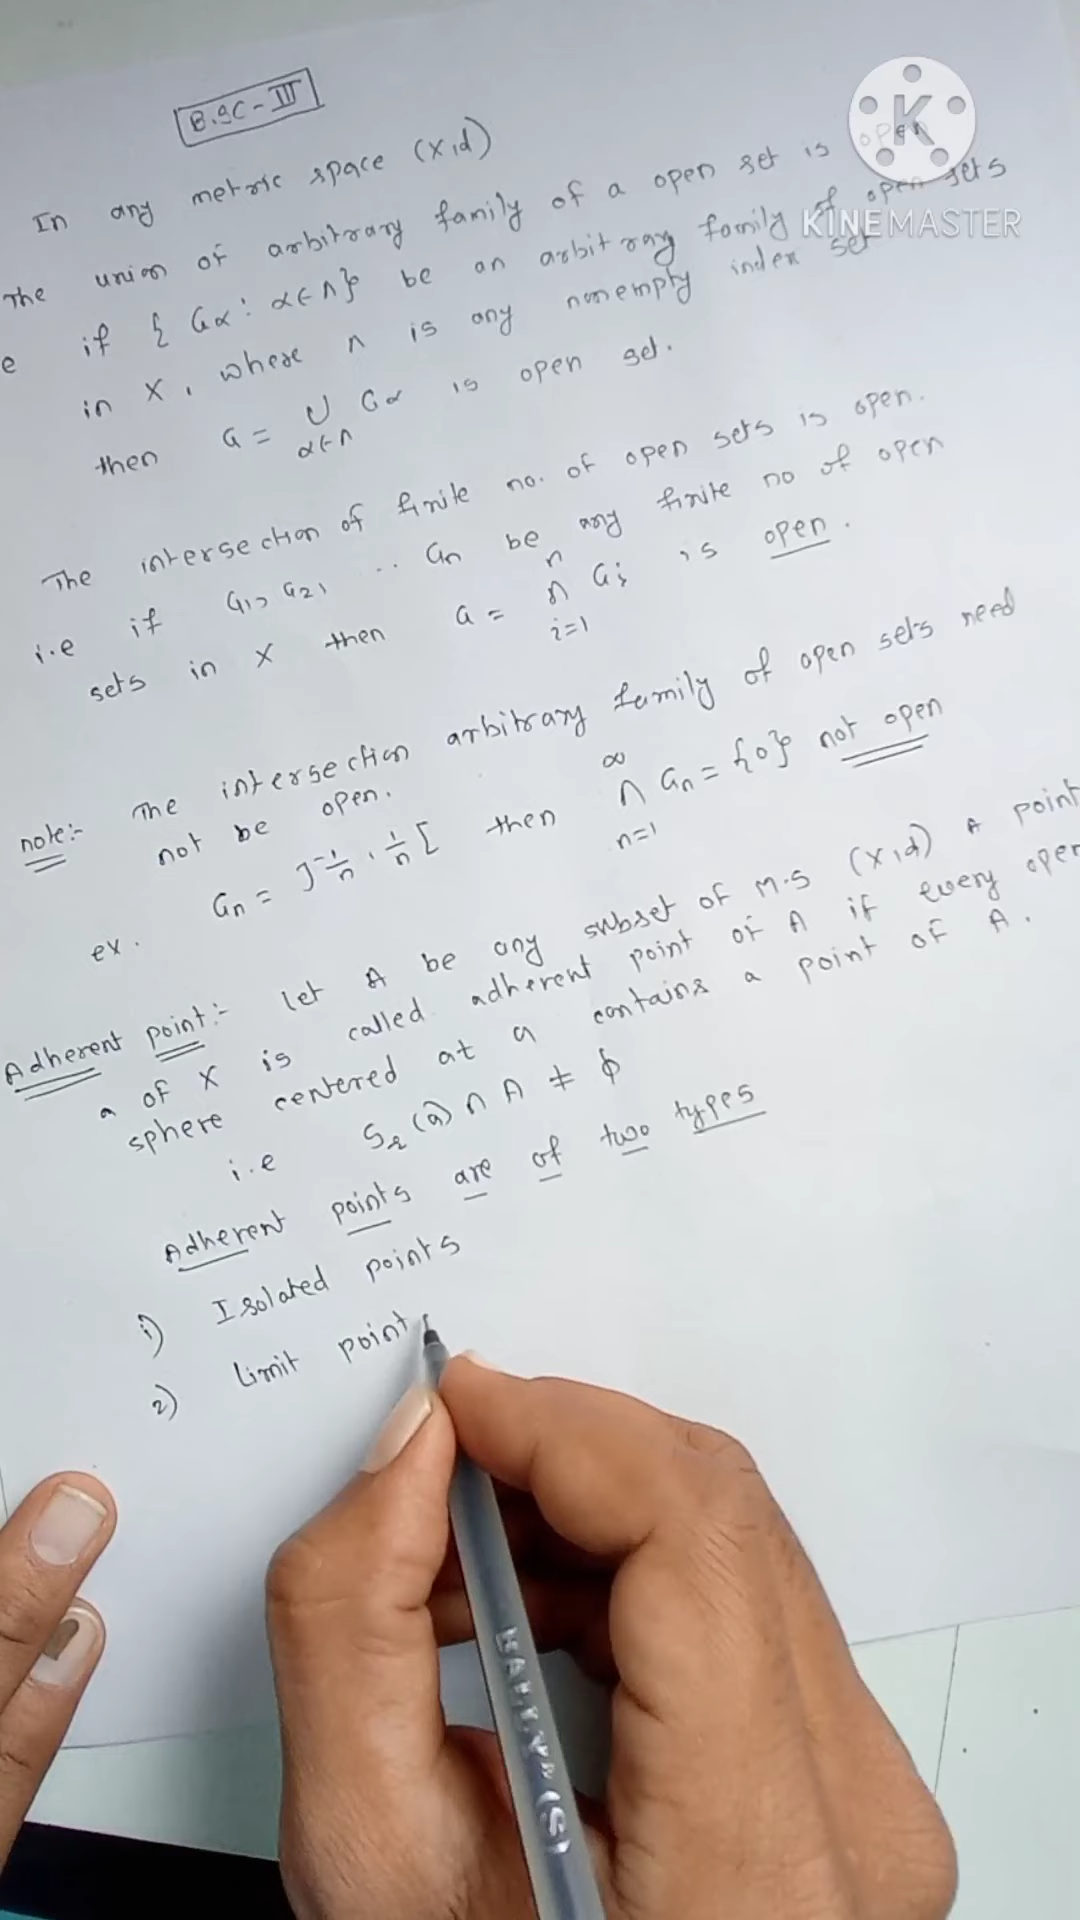 B.SC-III
In any metric space (X,d)
The union of arbitrary family of a open set is open
e if { Gα : α∈Λ} be an arbitrary family of open sets
in X, where Λ is any nonempty index set
then G = ∪ Gα is open set.
α∈Λ
The intersection of finite no. of open sets is open.
i.e if G1, G2, .. Gn be any finite no of open
sets in X then G = ∩ Gi is open.
n
i=1
note:- The intersection arbitrary family of open sets need
not be open.
ex. Gn = ]-1/n, 1/n[ then ∩ Gn = {0} not open
∞
n=1
Adherent point:- let A be any subset of M.S (X,d) A point
a of X is called adherent point of A if every open
sphere centered at a contains a point of A.
i.e Sr(a) ∩ A ≠ ϕ
Adherent points are of two types
1) Isolated points
2) limit points
K
KINEMASTER